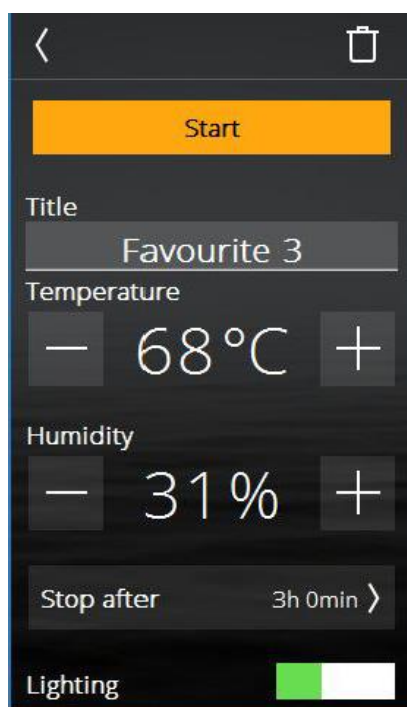 Start
Title
Favourite 3
Temperature
68°C
Humidity
31%
Stop after 3h 0min
Lighting